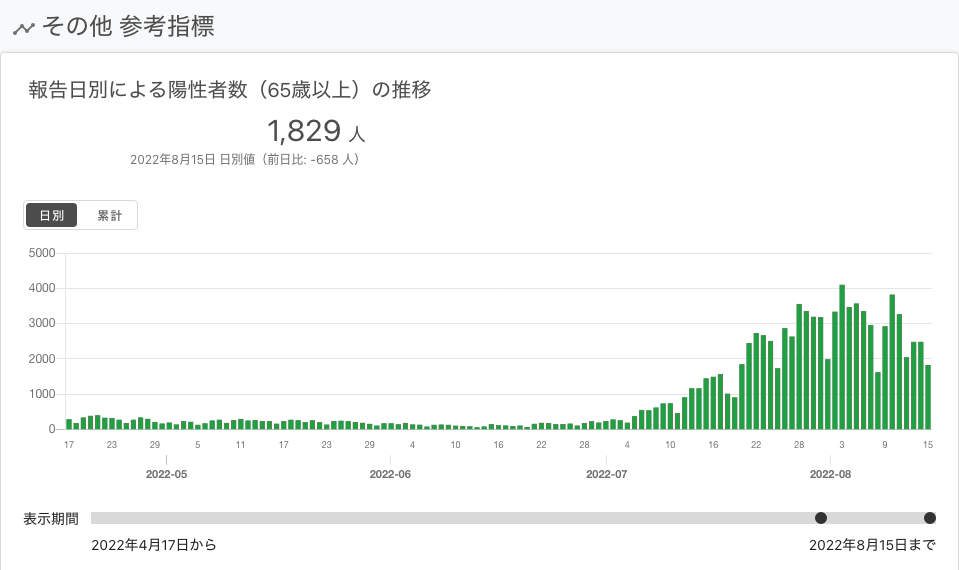 その他 参考指標
報告日別による陽性者数（65歳以上）の推移
1,829 人
2022年8月15日 日別値（前日比: -658 人）
日別 累計
5000
4000
3000
2000
1000
0
17 23 29 5 11 17 23 29 4 10 16 22 28 4 10 16 22 28 3 9 15
2022-05 2022-06 2022-07 2022-08
表示期間
2022年4月17日から 2022年8月15日まで